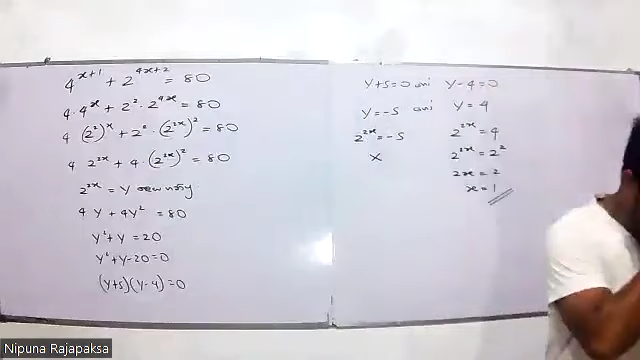 4^{x+1} + 2^{4x+2} = 80
4·4^x + 2^2·2^{4x} = 80
4 (2^2)^x + 2^2·(2^{2x})^2 = 80
4 2^{2x} + 4·(2^{2x})^2 = 80
2^{2x} = y
4y + 4y^2 = 80
y^2 + y = 20
y^2 + y - 20 = 0
(y+5)(y-4) = 0
y+5=0 හෝ y-4=0
y=-5 හෝ y=4
2^{2x} = -5
×
2^{2x} = 4
2^{2x} = 2^2
2x = 2
x = 1
Nipuna Rajapaksa